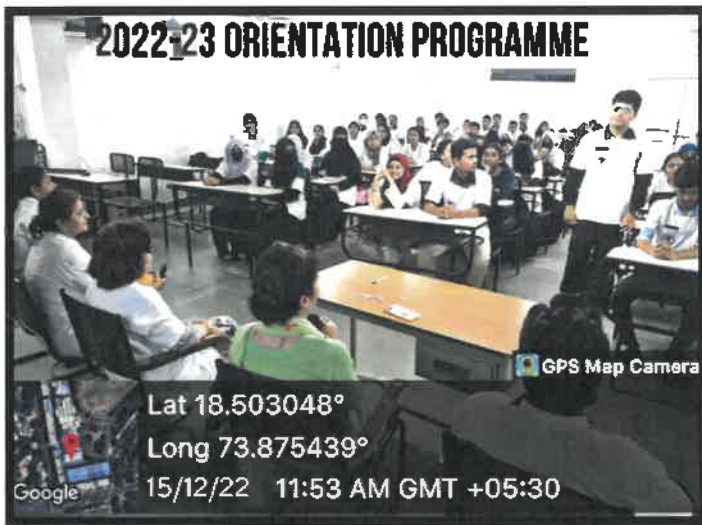 2022-23 ORIENTATION PROGRAMME
GPS Map Camera
Lat 18.503048°
Long 73.875439°
Google
15/12/22 11:53 AM GMT +05:30